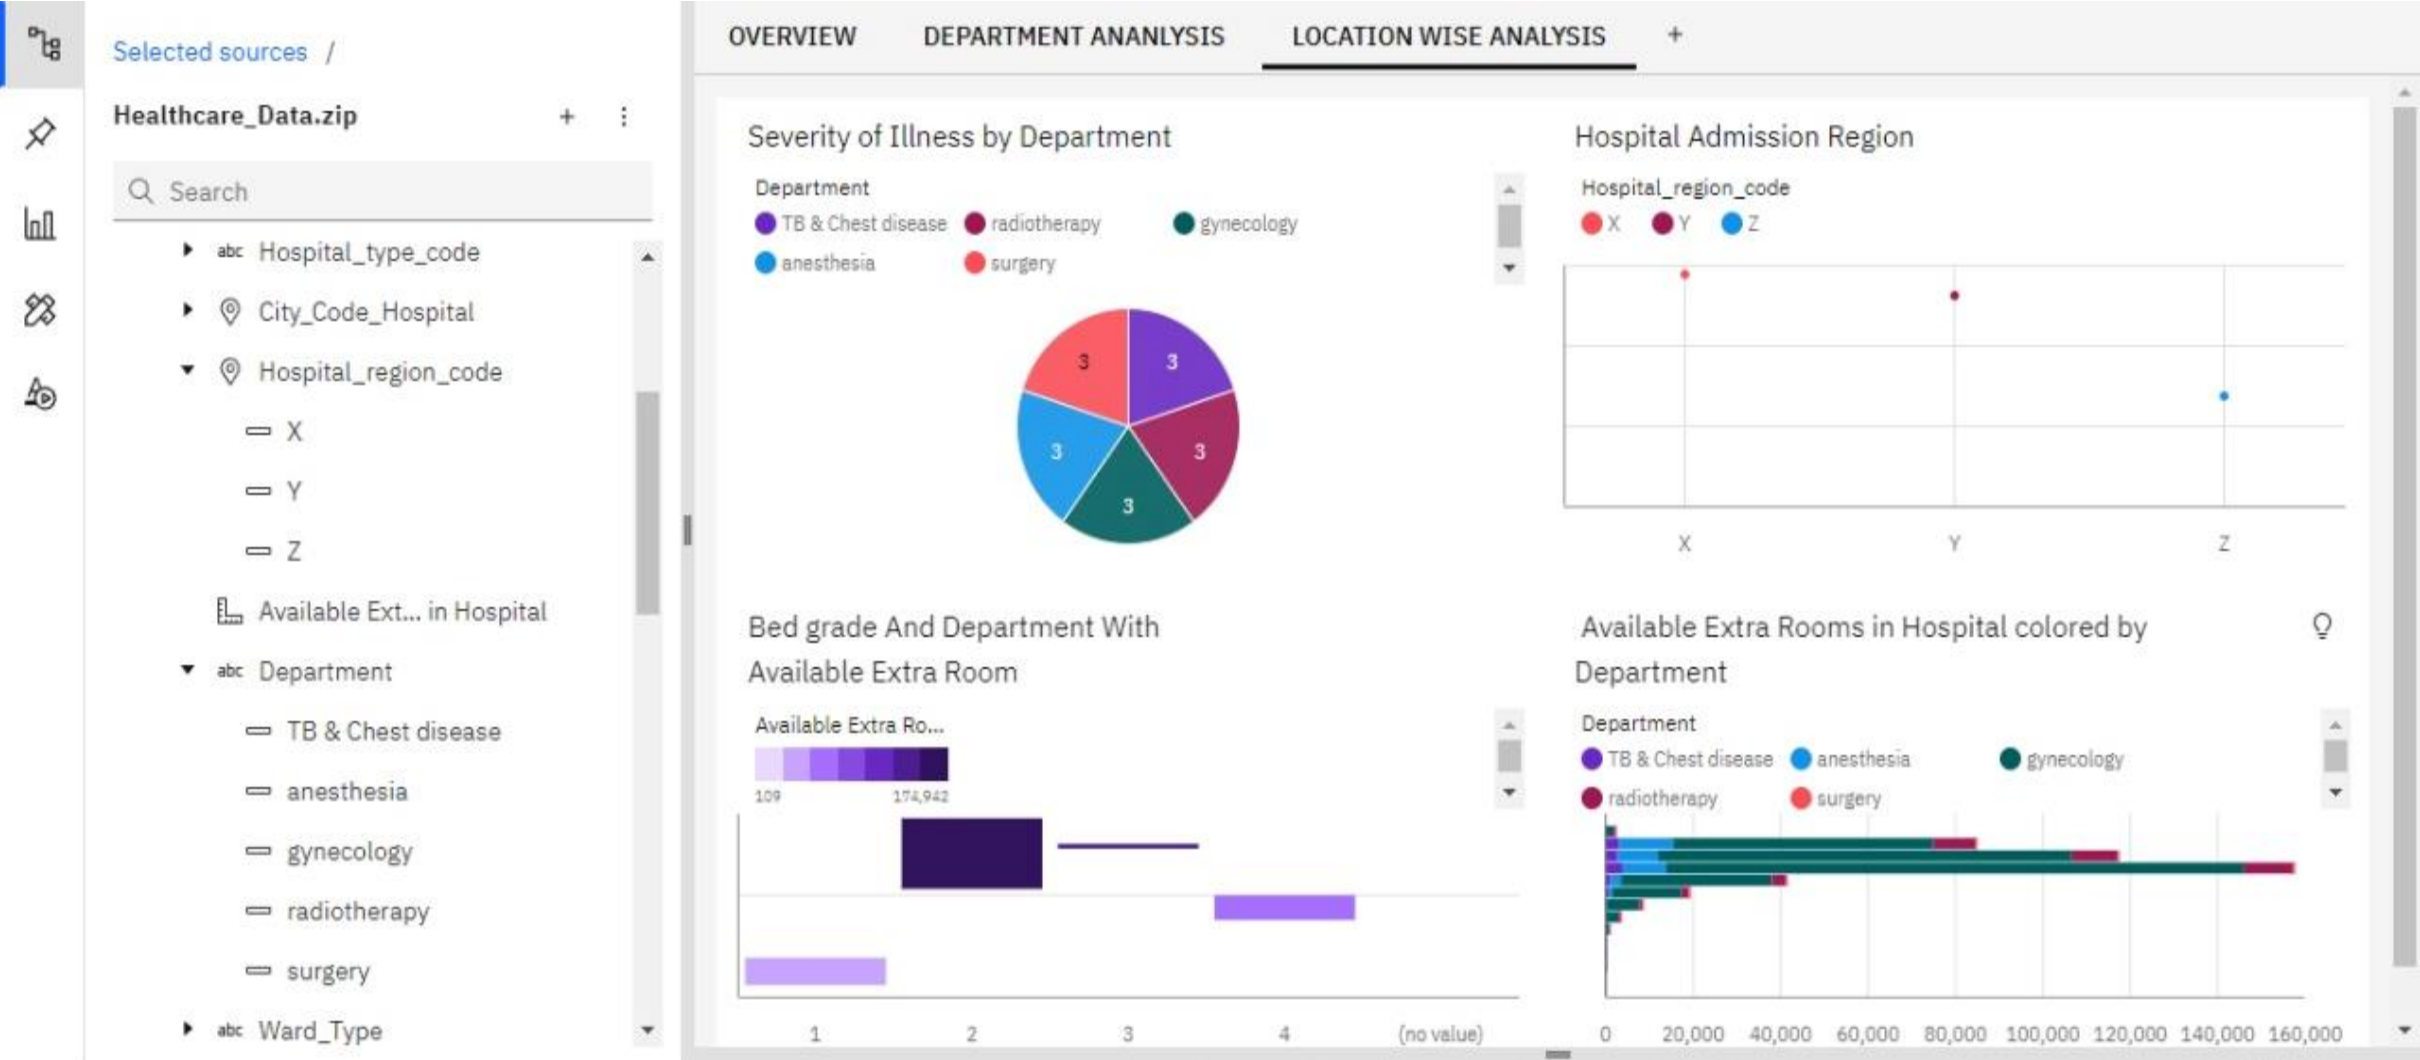 Selected sources /
Healthcare_Data.zip + ⋮
Search
abc Hospital_type_code
City_Code_Hospital
Hospital_region_code
X
Y
Z
Available Ext... in Hospital
abc Department
TB & Chest disease
anesthesia
gynecology
radiotherapy
surgery
abc Ward_Type
OVERVIEW DEPARTMENT ANANLYSIS LOCATION WISE ANALYSIS +
Severity of Illness by Department
Department
TB & Chest disease radiotherapy gynecology
anesthesia surgery
3 3
3 3
3
Hospital Admission Region
Hospital_region_code
X Y Z
X Y Z
Bed grade And Department With
Available Extra Room
Available Extra Ro...
109 174,942
1 2 3 4 (no value)
Available Extra Rooms in Hospital colored by
Department
Department
TB & Chest disease anesthesia gynecology
radiotherapy surgery
0 20,000 40,000 60,000 80,000 100,000 120,000 140,000 160,000